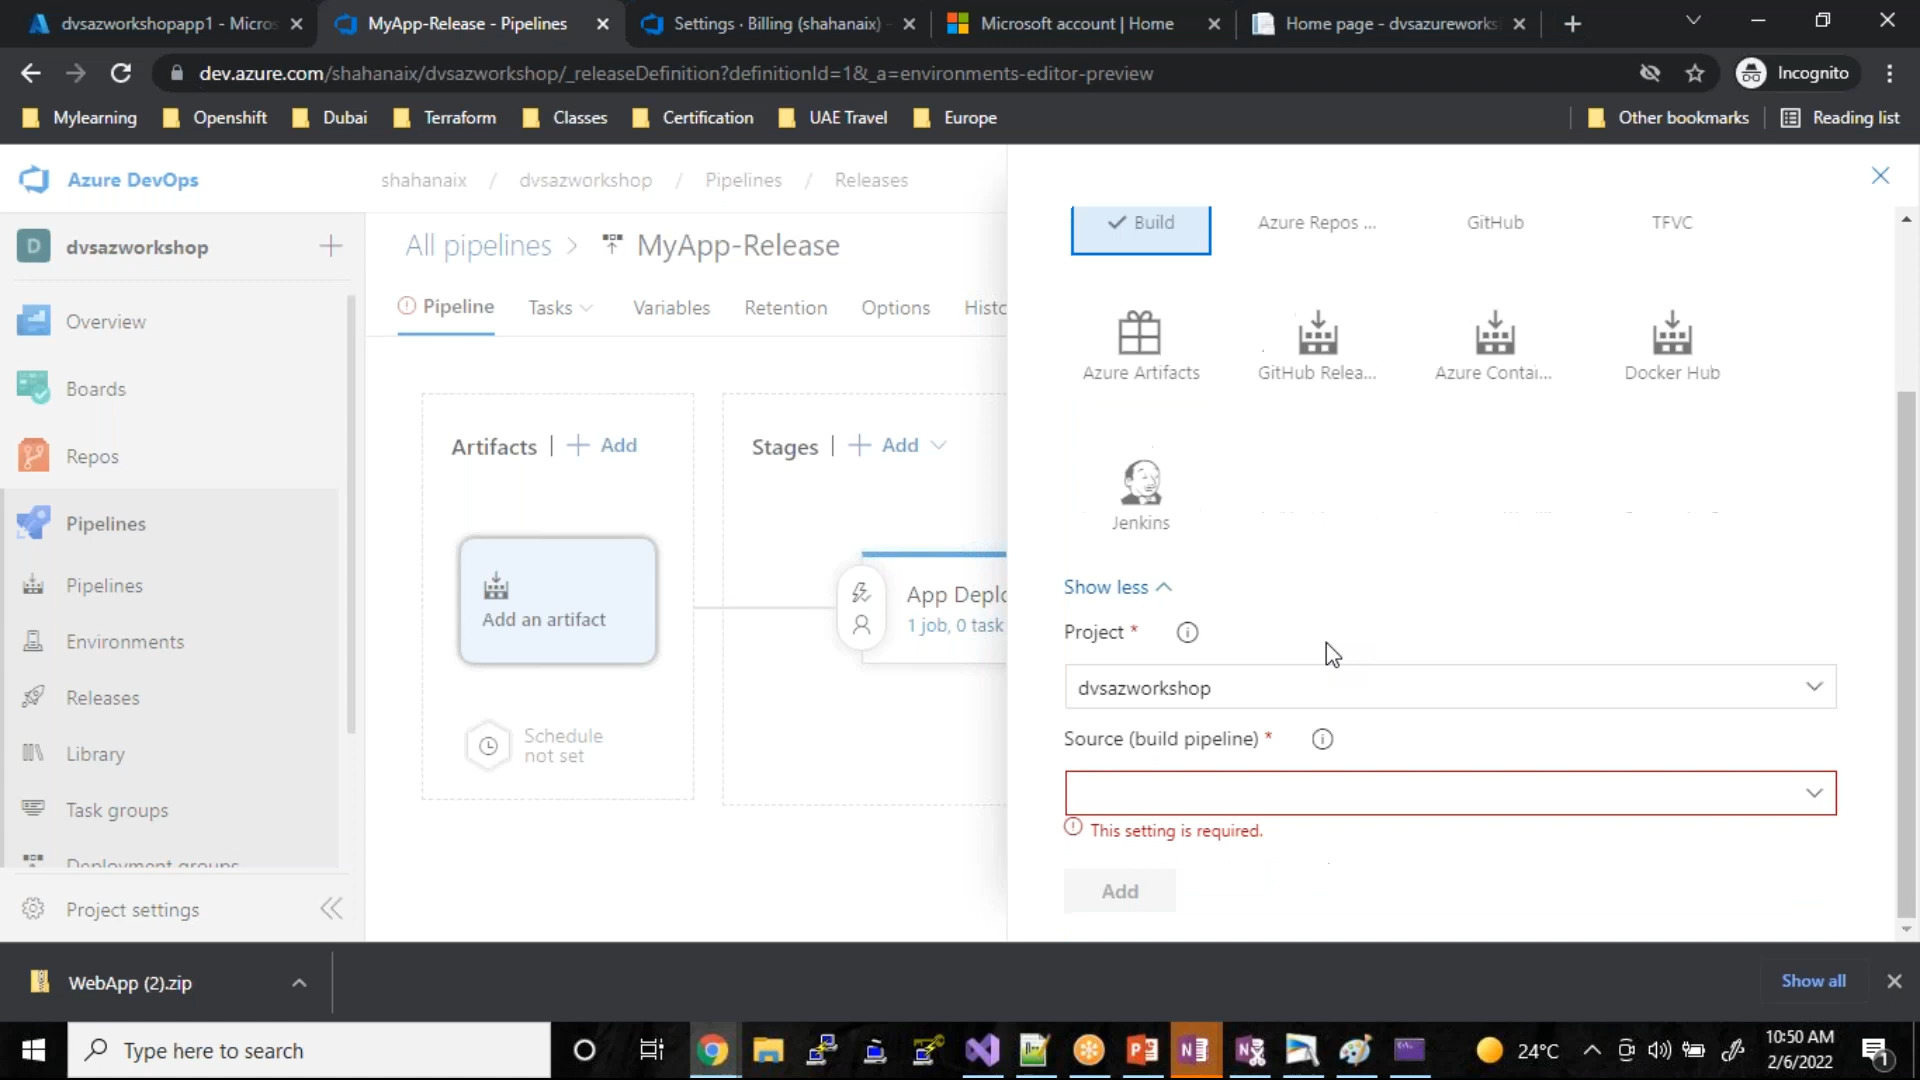 dvsazworkshopapp1 - Micros
MyApp-Release - Pipelines
Settings · Billing (shahanaix) -
Microsoft account | Home
Home page - dvsazureworks
dev.azure.com/shahanaix/dvsazworkshop/_releaseDefinition?definitionId=1&_a=environments-editor-preview
Incognito
Mylearning
Openshift
Dubai
Terraform
Classes
Certification
UAE Travel
Europe
Other bookmarks
Reading list
Azure DevOps
shahanaix / dvsazworkshop / Pipelines / Releases
D dvsazworkshop
Overview
Boards
Repos
Pipelines
Pipelines
Environments
Releases
Library
Task groups
Deployment groups
Project settings
All pipelines > MyApp-Release
Pipeline
Tasks
Variables
Retention
Options
Histo
Artifacts | + Add
Add an artifact
Schedule
not set
Stages | + Add
App Deplo
1 job, 0 task
Build
Azure Repos ...
GitHub
TFVC
Azure Artifacts
GitHub Relea...
Azure Contai...
Docker Hub
Jenkins
Show less
Project *
dvsazworkshop
Source (build pipeline) *
This setting is required.
Add
WebApp (2).zip
Show all
Type here to search
24°C
10:50 AM
2/6/2022
1